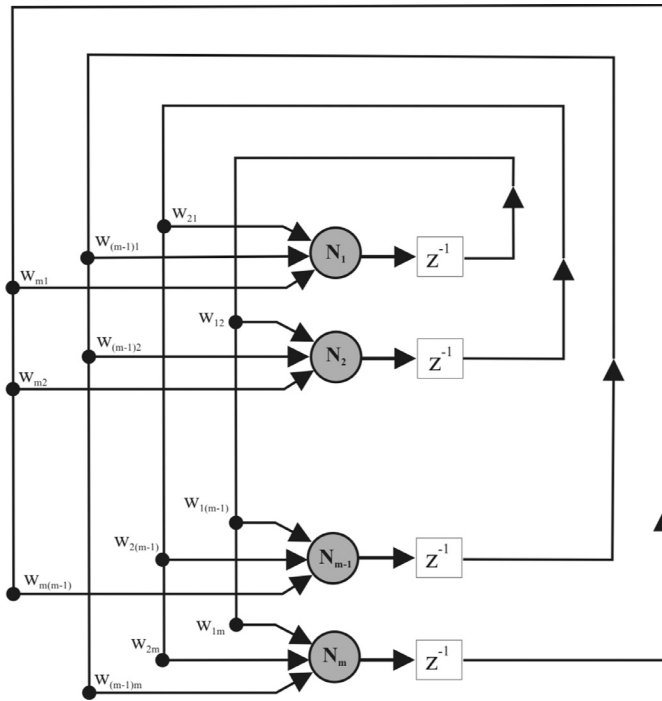 W21
W(m-1)1
N1
z-1
Wm1
W12
W(m-1)2
N2
z-1
Wm2
W1(m-1)
W2(m-1)
Nm-1
z-1
Wm(m-1)
W1m
W2m
Nm
z-1
W(m-1)m